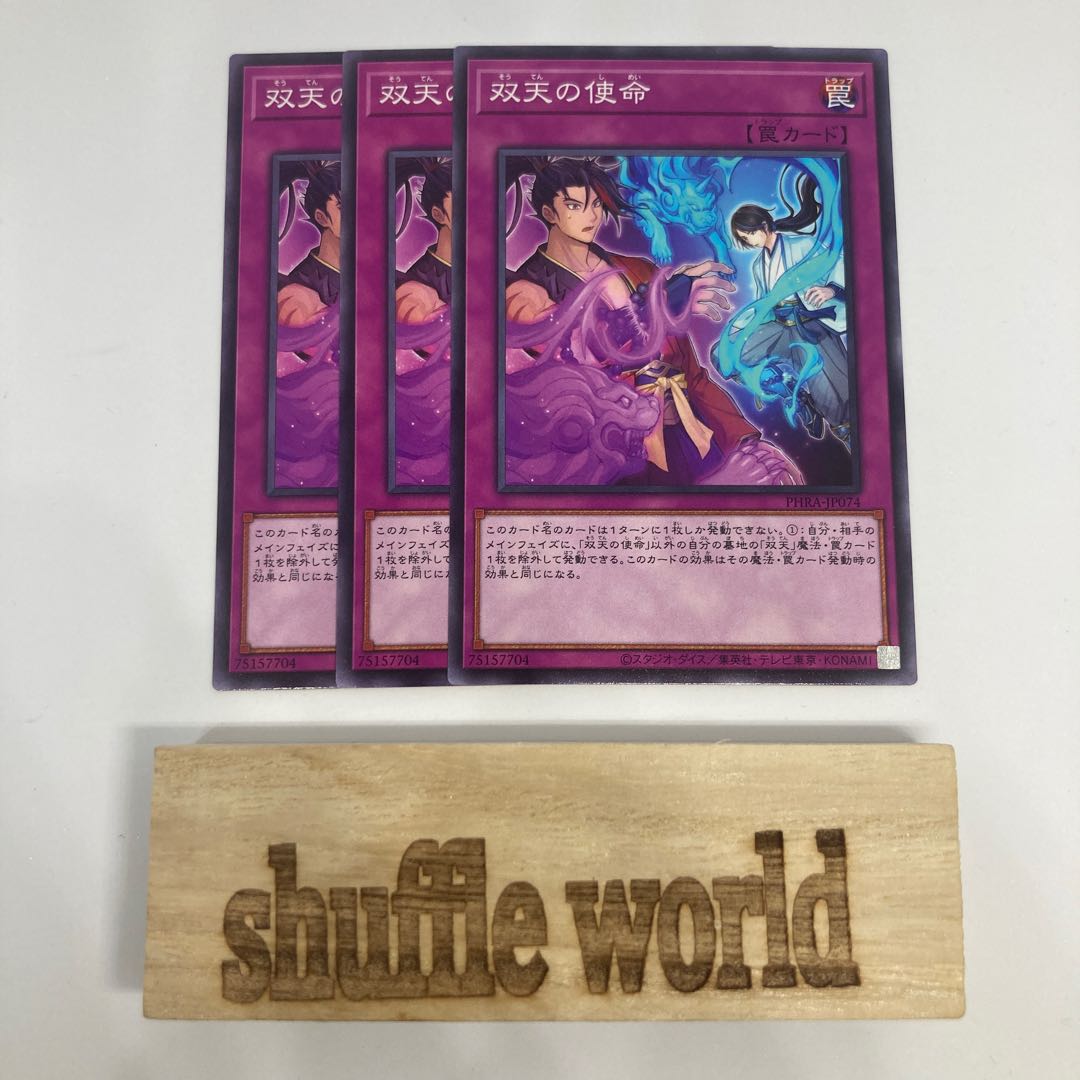 双天の
双天の
双天の使命
罠
【罠カード】
PHRA-JP074
このカード名の
メインフェイズに
1枚を除外して発
効果と同じにな
75157704
このカード名の
メインフェイズに
1枚を除外して
効果と同じにな
75157704
このカード名のカードは1ターンに1枚しか発動できない。①：自分・相手の
メインフェイズに、「双天の使命」以外の自分の墓地の「双天」魔法・罠カード
1枚を除外して発動できる。このカードの効果はその魔法・罠カード発動時の
効果と同じになる。
75157704
©スタジオ・ダイス／集英社・テレビ東京・KONAMI
shuffle world